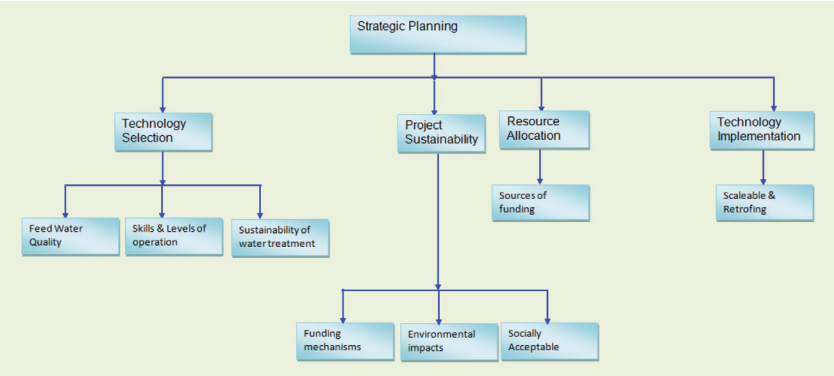 Strategic Planning
Technology
Selection
Project
Sustainability
Resource
Allocation
Technology
Implementation
Feed Water
Quality
Skills & Levels of
operation
Sustainability of
water treatment
Sources of
funding
Scaleable &
Retrofing
Funding
mechanisms
Environmental
impacts
Socially
Acceptable